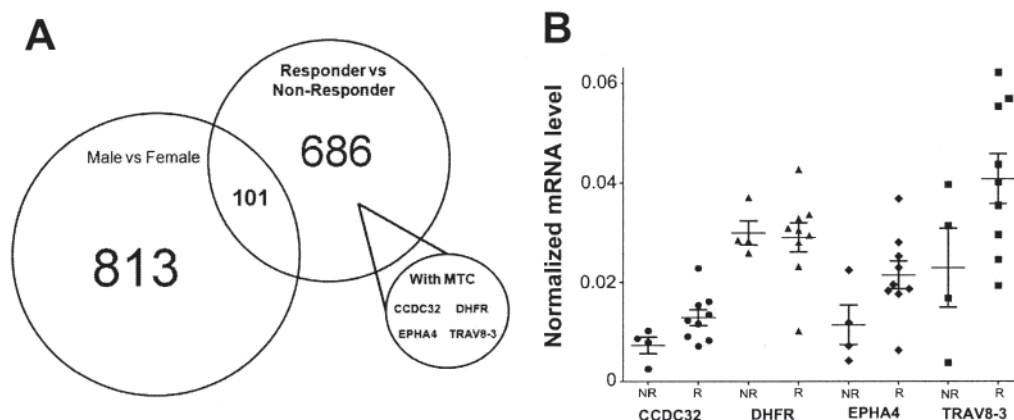 A
Responder vs
Non-Responder
686
Male vs Female
101
813
With MTC
CCDC32 DHFR
EPHA4 TRAV8-3
B
Normalized mRNA level
0.06
0.04
0.02
0
NR R NR R NR R NR R
CCDC32 DHFR EPHA4 TRAV8-3